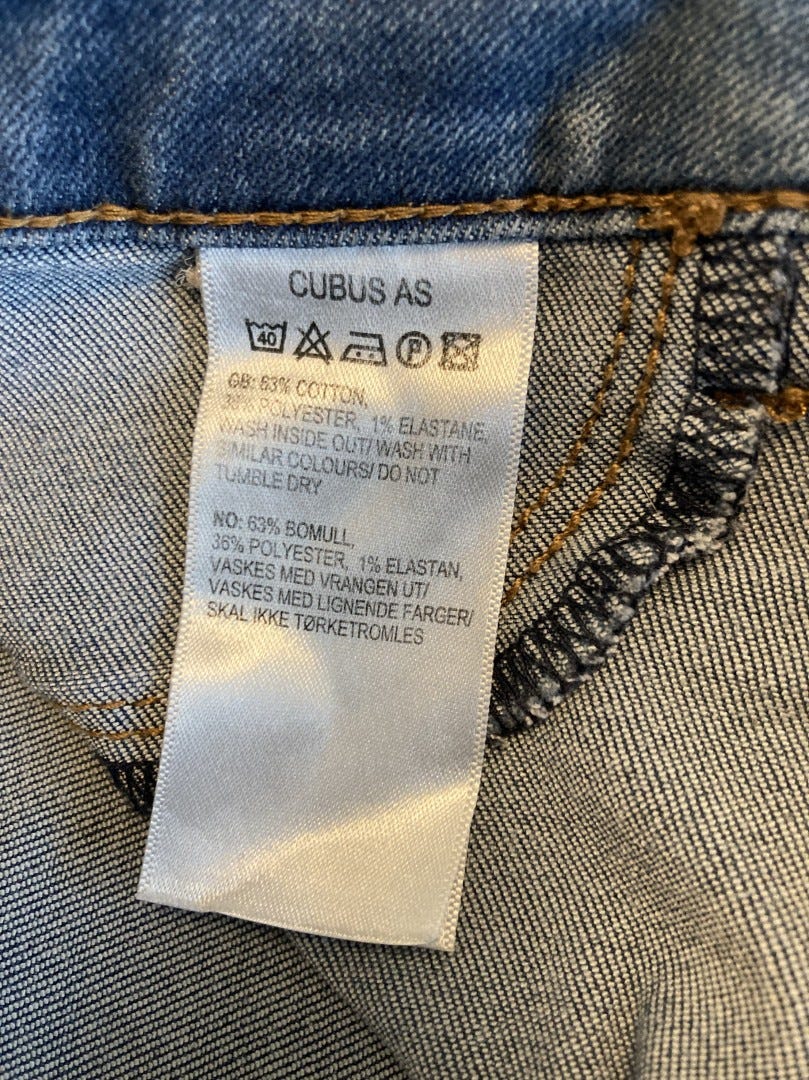 CUBUS AS
40 P
GB: 63% COTTON,
36% POLYESTER, 1% ELASTANE,
WASH INSIDE OUT/ WASH WITH
SIMILAR COLOURS/ DO NOT
TUMBLE DRY
NO: 63% BOMULL,
36% POLYESTER, 1% ELASTAN,
VASKES MED VRANGEN UT/
VASKES MED LIGNENDE FARGER/
SKAL IKKE TØRKETROMLES